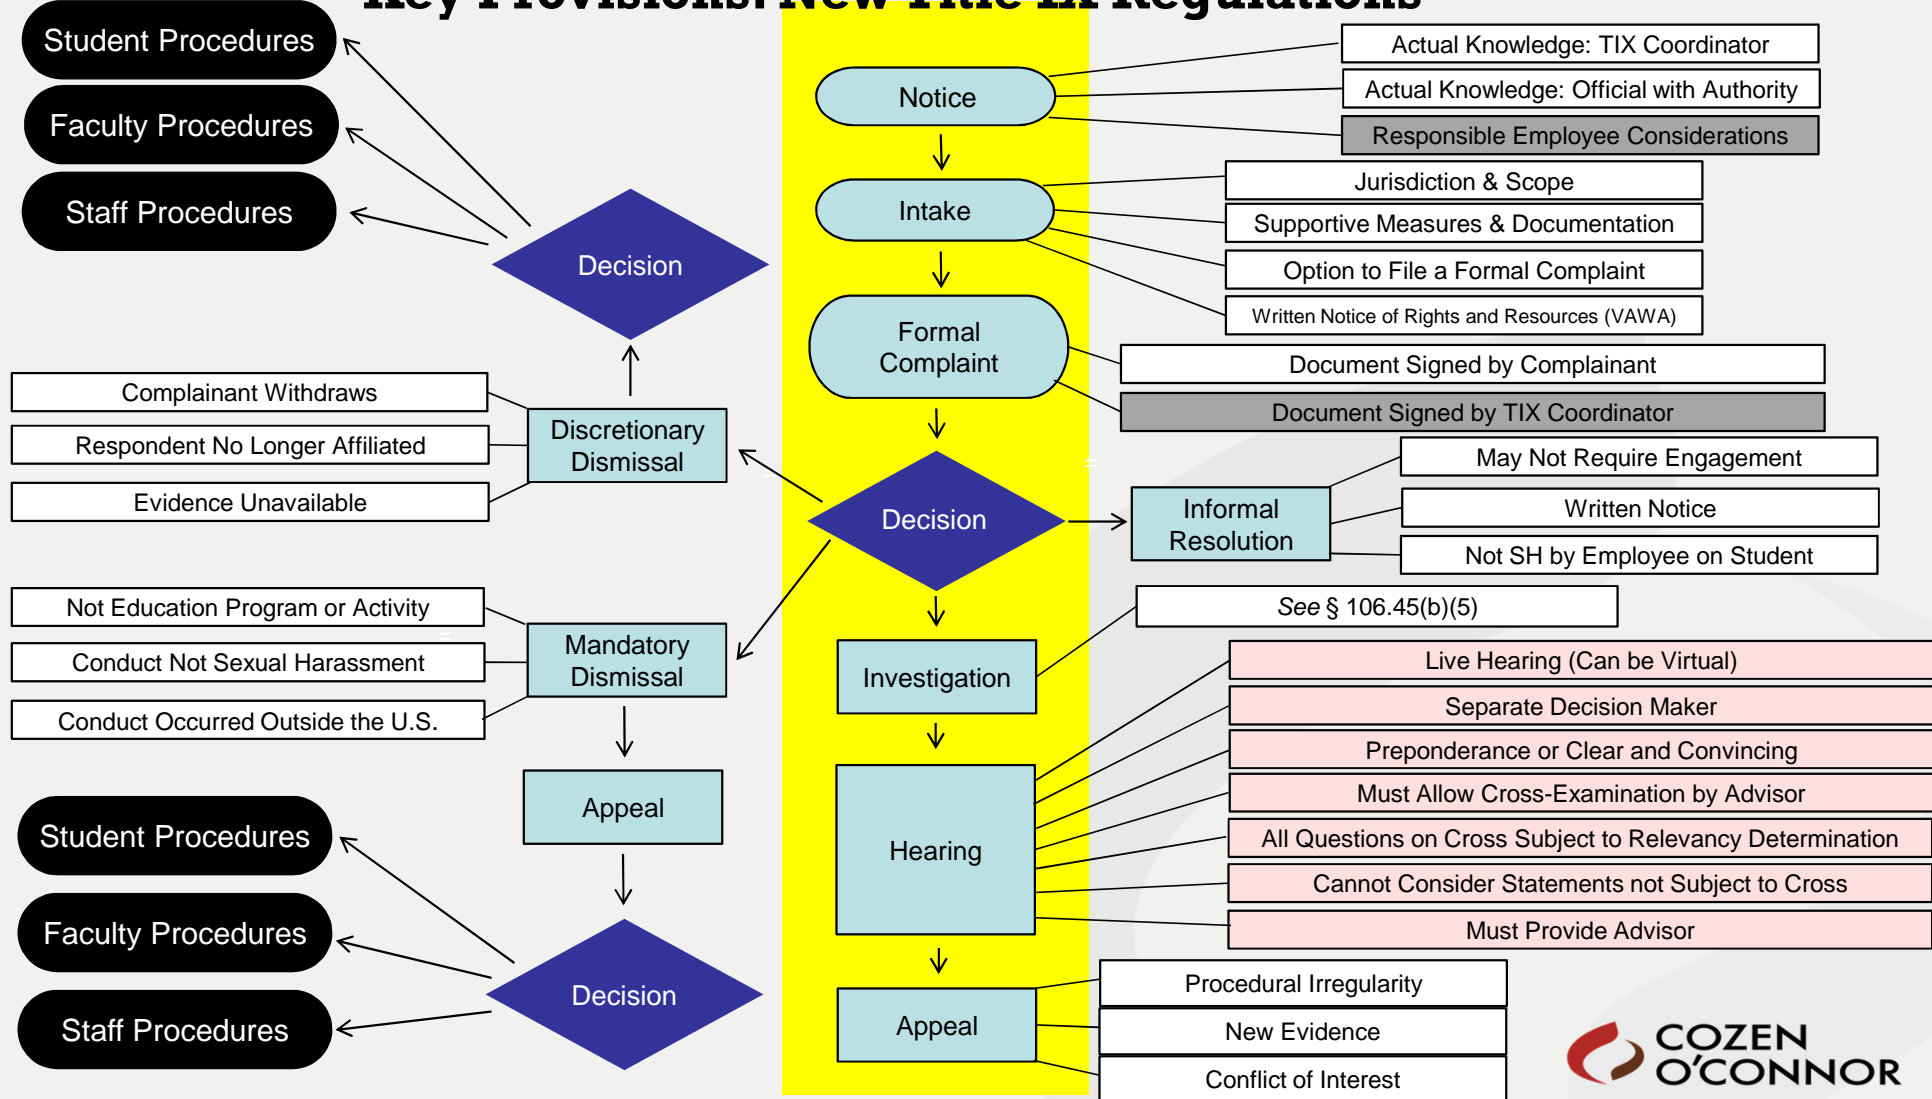 Key Provisions: New Title IX Regulations
Student Procedures
Faculty Procedures
Staff Procedures
Decision
Complainant Withdraws
Respondent No Longer Affiliated
Evidence Unavailable
Discretionary
Dismissal
Not Education Program or Activity
Conduct Not Sexual Harassment
Conduct Occurred Outside the U.S.
Mandatory
Dismissal
Appeal
Decision
Student Procedures
Faculty Procedures
Staff Procedures
Notice
Actual Knowledge: TIX Coordinator
Actual Knowledge: Official with Authority
Responsible Employee Considerations
Intake
Jurisdiction & Scope
Supportive Measures & Documentation
Option to File a Formal Complaint
Written Notice of Rights and Resources (VAWA)
Formal
Complaint
Document Signed by Complainant
Document Signed by TIX Coordinator
Decision
Informal
Resolution
May Not Require Engagement
Written Notice
Not SH by Employee on Student
Investigation
See § 106.45(b)(5)
Hearing
Live Hearing (Can be Virtual)
Separate Decision Maker
Preponderance or Clear and Convincing
Must Allow Cross-Examination by Advisor
All Questions on Cross Subject to Relevancy Determination
Cannot Consider Statements not Subject to Cross
Must Provide Advisor
Appeal
Procedural Irregularity
New Evidence
Conflict of Interest
COZEN
O'CONNOR